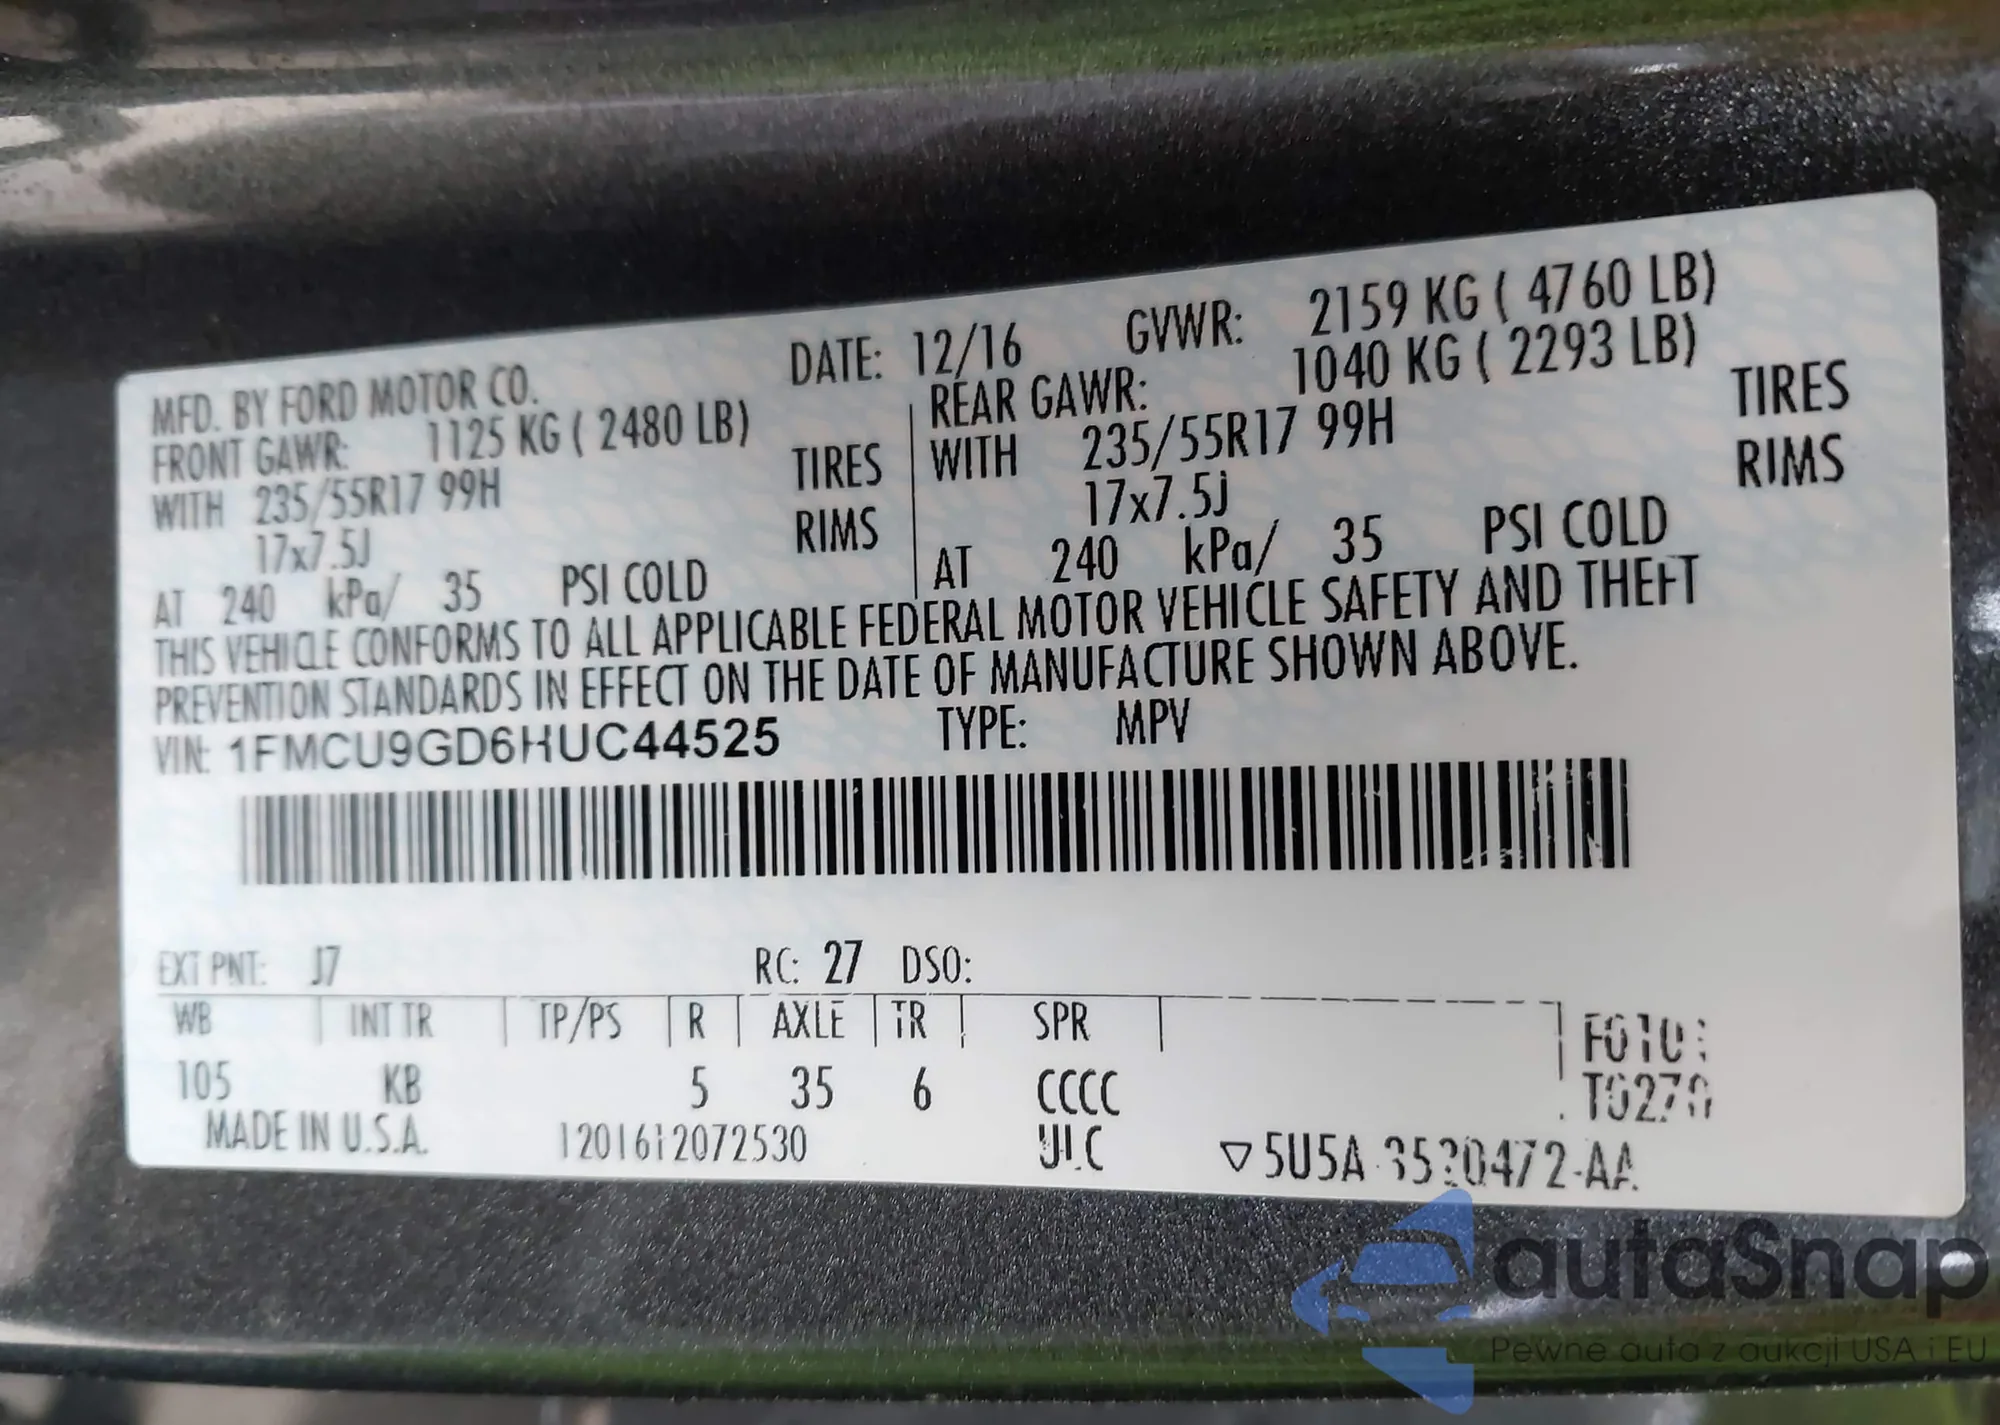 MFD. BY FORD MOTOR CO. DATE: 12/16 GVWR: 2159 KG ( 4760 LB)
FRONT GAWR: 1125 KG ( 2480 LB) REAR GAWR: 1040 KG ( 2293 LB)
WITH 235/55R17 99H TIRES WITH 235/55R17 99H TIRES
17x7.5J RIMS 17x7.5J RIMS
AT 240 kPa/ 35 PSI COLD AT 240 kPa/ 35 PSI COLD
THIS VEHICLE CONFORMS TO ALL APPLICABLE FEDERAL MOTOR VEHICLE SAFETY AND THEFT
PREVENTION STANDARDS IN EFFECT ON THE DATE OF MANUFACTURE SHOWN ABOVE.
VIN: 1FMCU9GD6HUC44525 TYPE: MPV
EXT PNT: J7 RC: 27 DSO:
WB INT TR TP/PS R AXLE TR SPR
105 KB 5 35 6 CCCC
MADE IN U.S.A. 1201612072530
▽5U5A
autaSnap
Pewne auta z aukcji USA i EU